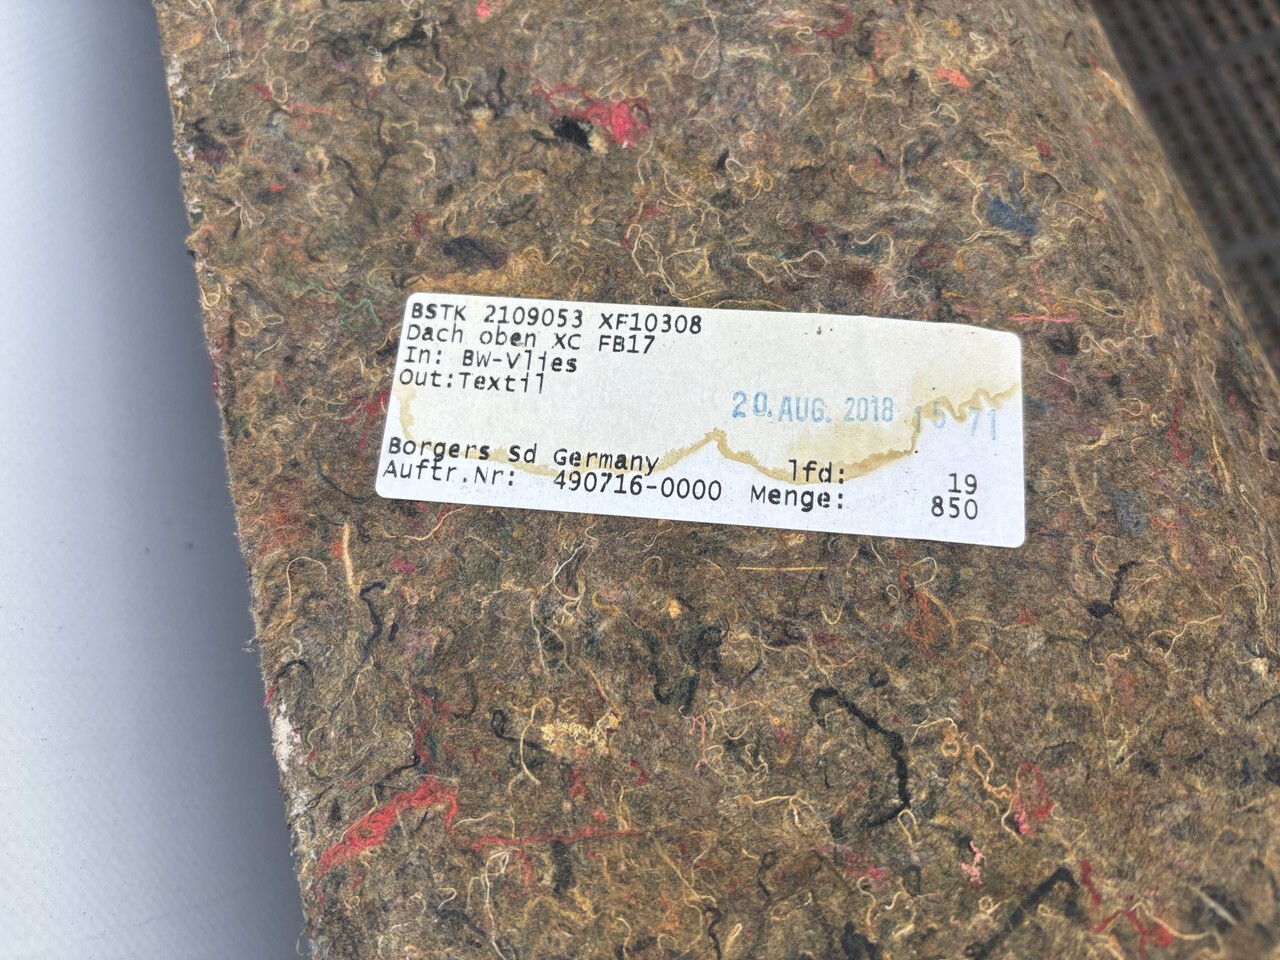 BSTK 2109053 XF10308
Dach oben XC FB17
In: BW-Vlies
Out:Textil
20. AUG. 2018
Borgers Sd Germany lfd: 19
Auftr.Nr: 490716-0000 Menge: 850